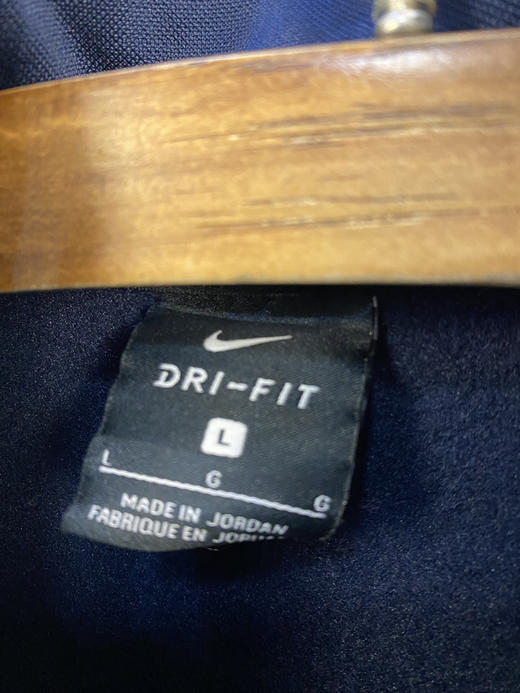 DRI-FIT
L
L G G
MADE IN JORDAN
FABRIQUE EN